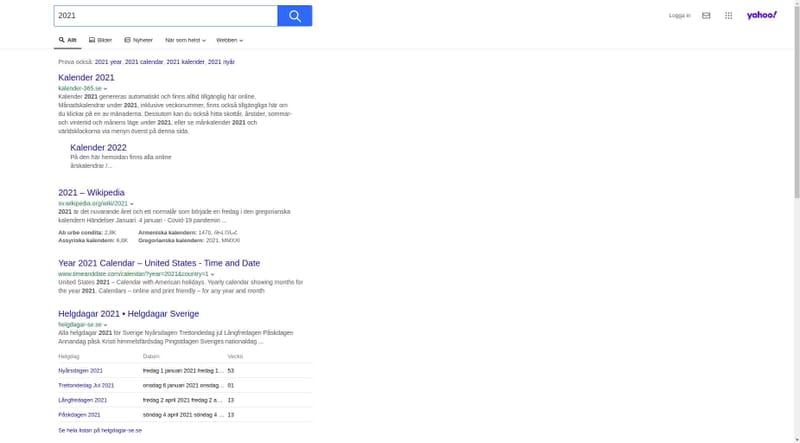 2021
Logga in
yahoo!
Allt
Bilder
Nyheter
När som helst
Webben
Prova också: 2021 year, 2021 calendar, 2021 kalender, 2021 nyår
Kalender 2021
kalender-365.se
Kalender 2021 genereras automatiskt och finns alltid tillgänglig här online.
Månadskalendrar under 2021, inklusive veckonummer, finns också tillgängliga här om
du klickar på en av månaderna. Dessutom kan du också hitta skottår, årstider, sommar-
och vintertid och månens läge under 2021, eller se månkalender 2021 och
världsklockorna via menyn överst på denna sida.
Kalender 2022
På den här hemsidan finns alla online
årskalendrar /...
2021 – Wikipedia
sv.wikipedia.org/wiki/2021
2021 är det nuvarande året och ett normalår som började en fredag i den gregorianska
kalendern Händelser Januari. 4 januari - Covid-19 pandemin ...
Ab urbe condita: 2,8K
Armeniska kalendern: 1470,
Assyriska kalendern: 6,8K
Gregorianska kalendern: 2021, MMXXI
Year 2021 Calendar – United States - Time and Date
www.timeanddate.com/calendar/?year=2021&country=1
United States 2021 – Calendar with American holidays. Yearly calendar showing months for
the year 2021. Calendars – online and print friendly – for any year and month
Helgdagar 2021 • Helgdagar Sverige
helgdagar-se.se
Alla helgdagar 2021 för Sverige Nyårsdagen Trettondedag jul Långfredagen Påskdagen
Annandag påsk Kristi himmelsfärdsdag Pingstdagen Sveriges nationaldag ...
Helgdag Datum Vecka
Nyårsdagen 2021 fredag 1 januari 2021 fredag 1... 53
Trettondedag Jul 2021 onsdag 6 januari 2021 onsdag... 01
Långfredagen 2021 fredag 2 april 2021 fredag 2 a... 13
Påskdagen 2021 söndag 4 april 2021 söndag 4 ... 13
Se hela listan på helgdagar-se.se